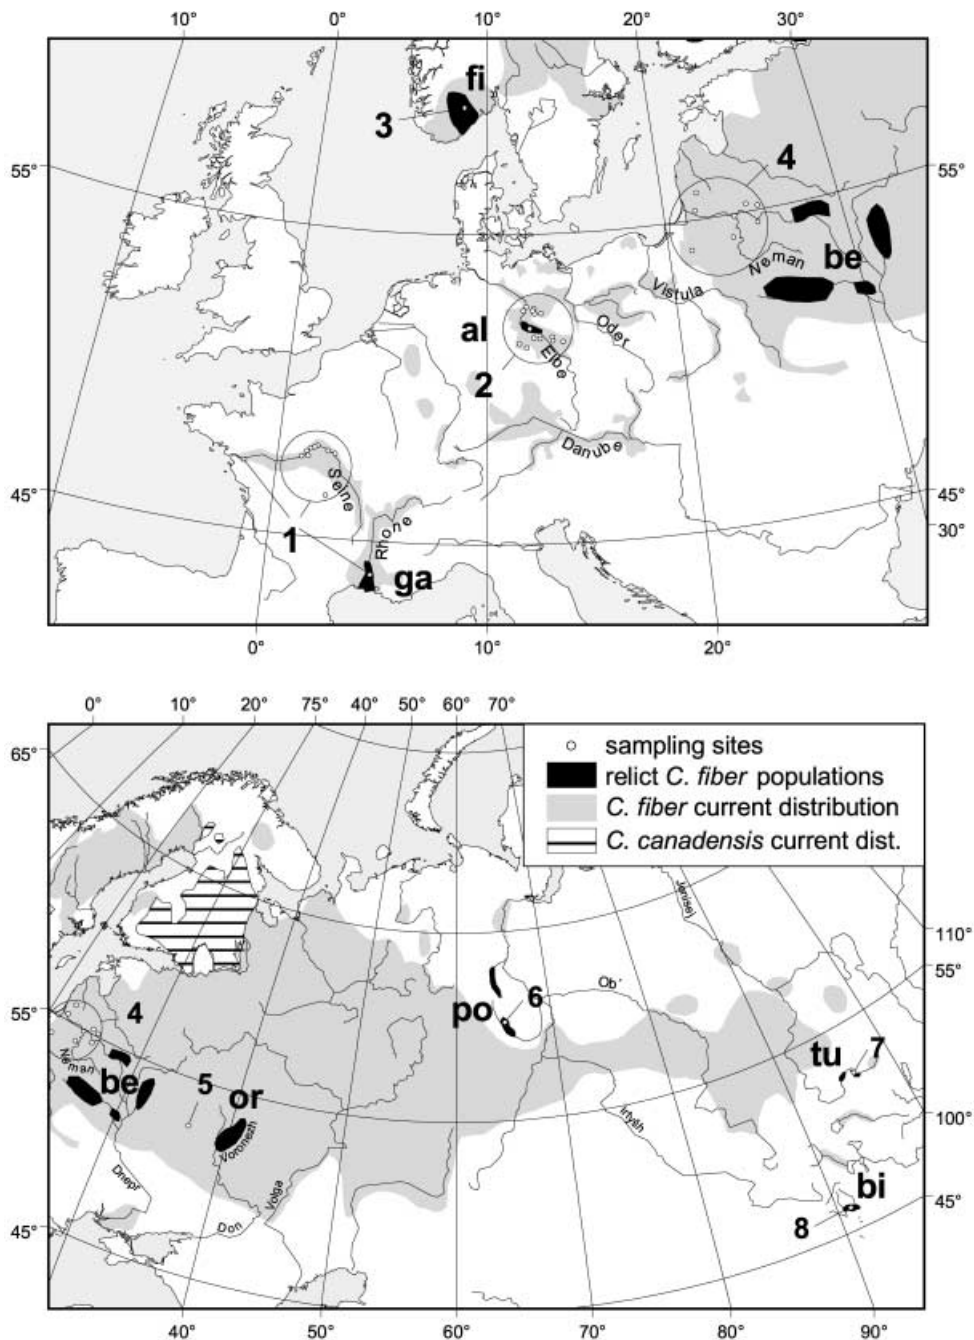 10° 0° 10° 20° 30°
fi
3
4
55° 55°
be
Neman
Vistula
al
Oder
Elbe
2
Danube
Seine
45° 45°
30°
1
Rhone
ga
0° 10° 20°
0° 10° 20° 75° 40° 50° 60° 70°
65°
sampling sites
relict C. fiber populations
C. fiber current distribution
C. canadensis current dist.
Jenisej
110°
55°
Ob'
55°
4
po
6
Neman
be
5
or
tu
7
Voronezh
Irtysh
100°
Dnepr
Volga
Don
bi
45°
8
45°
40° 50° 60° 70° 80° 90°